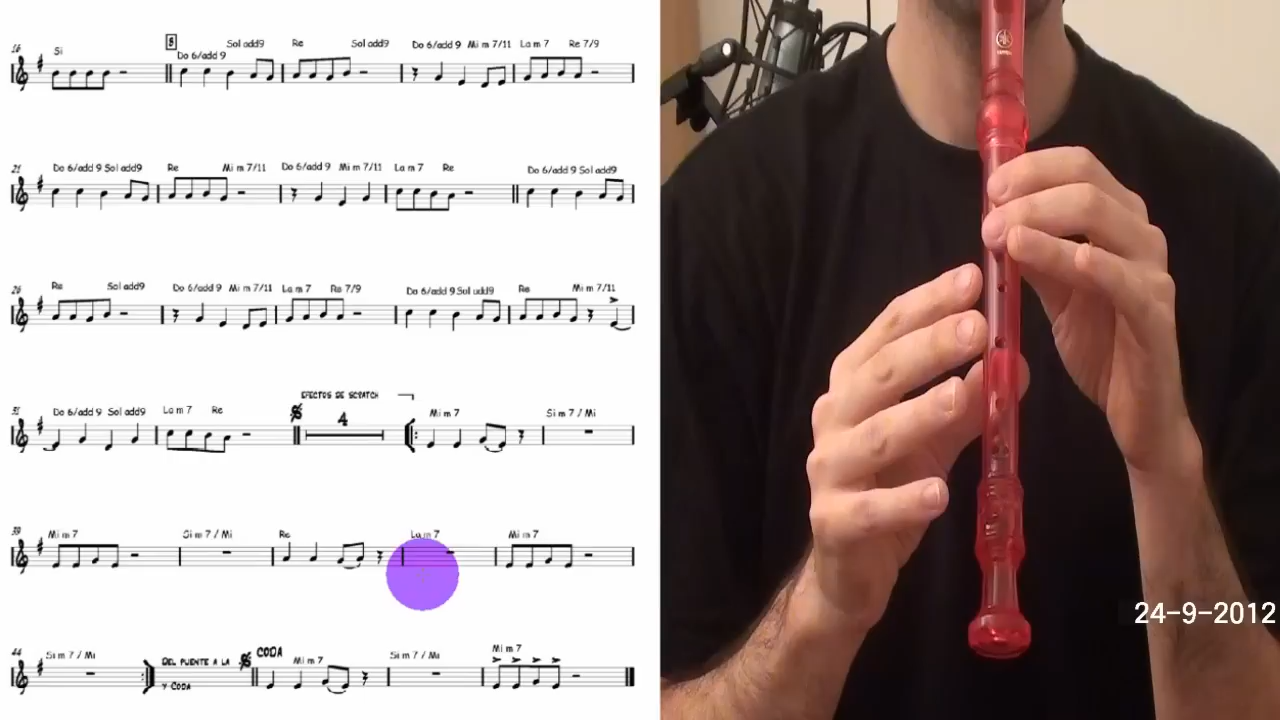 16 Si B Do 6/add 9 Sol add9 Re Sol add9 Do 6/add 9 Mi m 7/11 La m 7 Re 7/9
21 Do 6/add 9 Sol add9 Re Mi m 7/11 Do 6/add 9 Mi m 7/11 La m 7 Re Do 6/add 9 Sol add9
26 Re Sol add9 Do 6/add 9 Mi m 7/11 La m 7 Re 7/9 Do 6/add 9 Sol add9 Re Mi m 7/11
EFECTOS DE SCRATCH
31 Do 6/add 9 Sol add9 La m 7 Re 4 Mi m 7 Si m 7 / Mi
39 Mi m 7 Si m 7 / Mi Re La m 7 Mi m 7
44 Si m 7 / Mi DEL PUENTE A LA CODA Mi m 7 Si m 7 / Mi Mi m 7
Y CODA
YAMAHA
24-9-2012